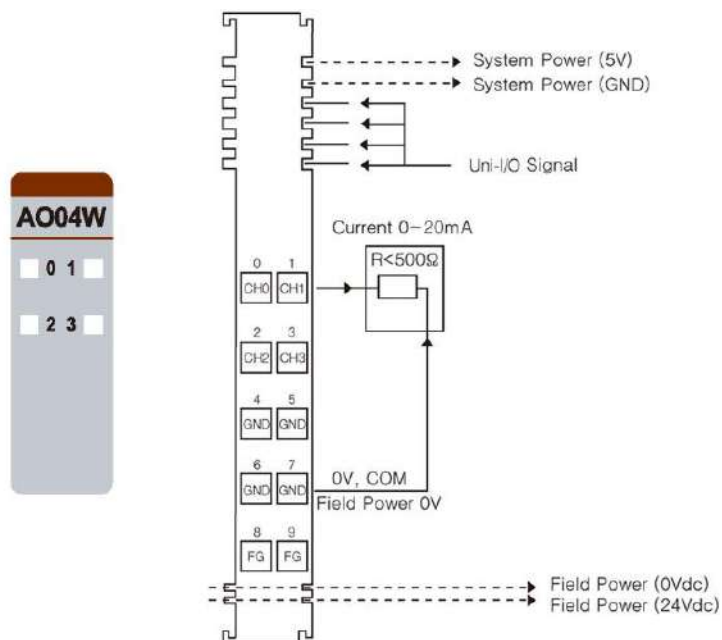 System Power (5V)
System Power (GND)
Uni-I/O Signal
AO04W
0 1
2 3
Current 0~20mA
R<500Ω
0 1
CH0 CH1
2 3
CH2 CH3
4 5
GND GND
6 7
GND GND
0V, COM
Field Power 0V
8 9
FG FG
Field Power (0Vdc)
Field Power (24Vdc)